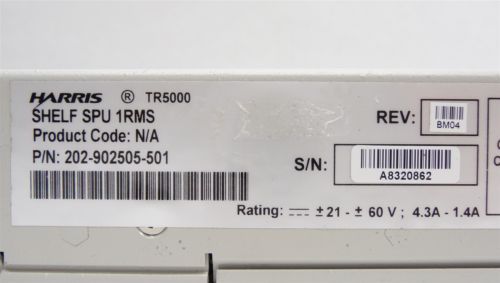 HARRIS ® TR5000
SHELF SPU 1RMS
Product Code: N/A
P/N: 202-902505-501
REV:
BM04
S/N:
A8320862
Rating: ⎓ ± 21 - ± 60 V ; 4.3A - 1.4A